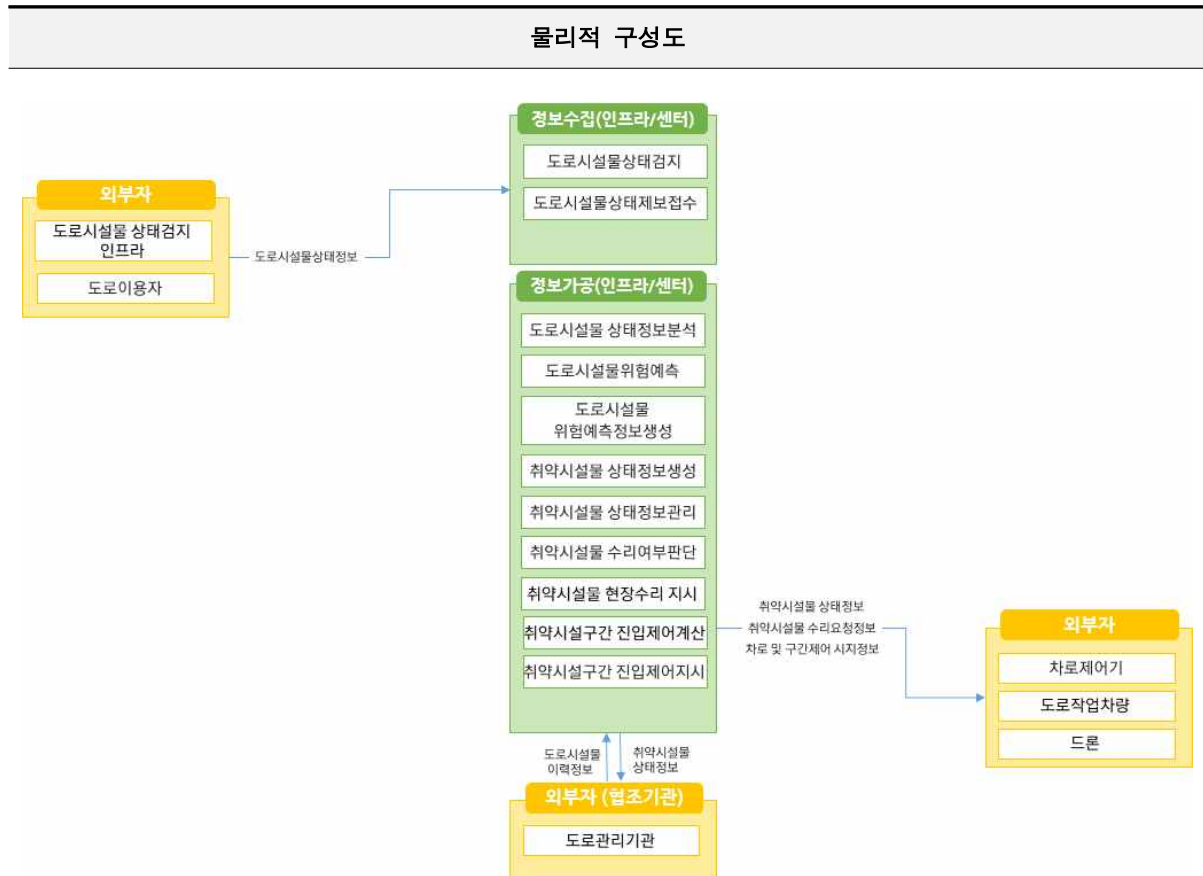 물리적 구성도
정보수집(인프라/센터)
도로시설물상태검지
도로시설물상태제보접수
외부자
도로시설물 상태검지
인프라
도로이용자
도로시설물상태정보
정보가공(인프라/센터)
도로시설물 상태정보분석
도로시설물위험예측
도로시설물
위험예측정보생성
취약시설물 상태정보생성
취약시설물 상태정보관리
취약시설물 수리여부판단
취약시설물 현장수리 지시
취약시설구간 진입제어계산
취약시설구간 진입제어지시
취약시설물 상태정보
취약시설물 수리요청정보
차로 및 구간제어 시지정보
외부자
차로제어기
도로작업차량
드론
도로시설물
이력정보
취약시설물
상태정보
외부자 (협조기관)
도로관리기관